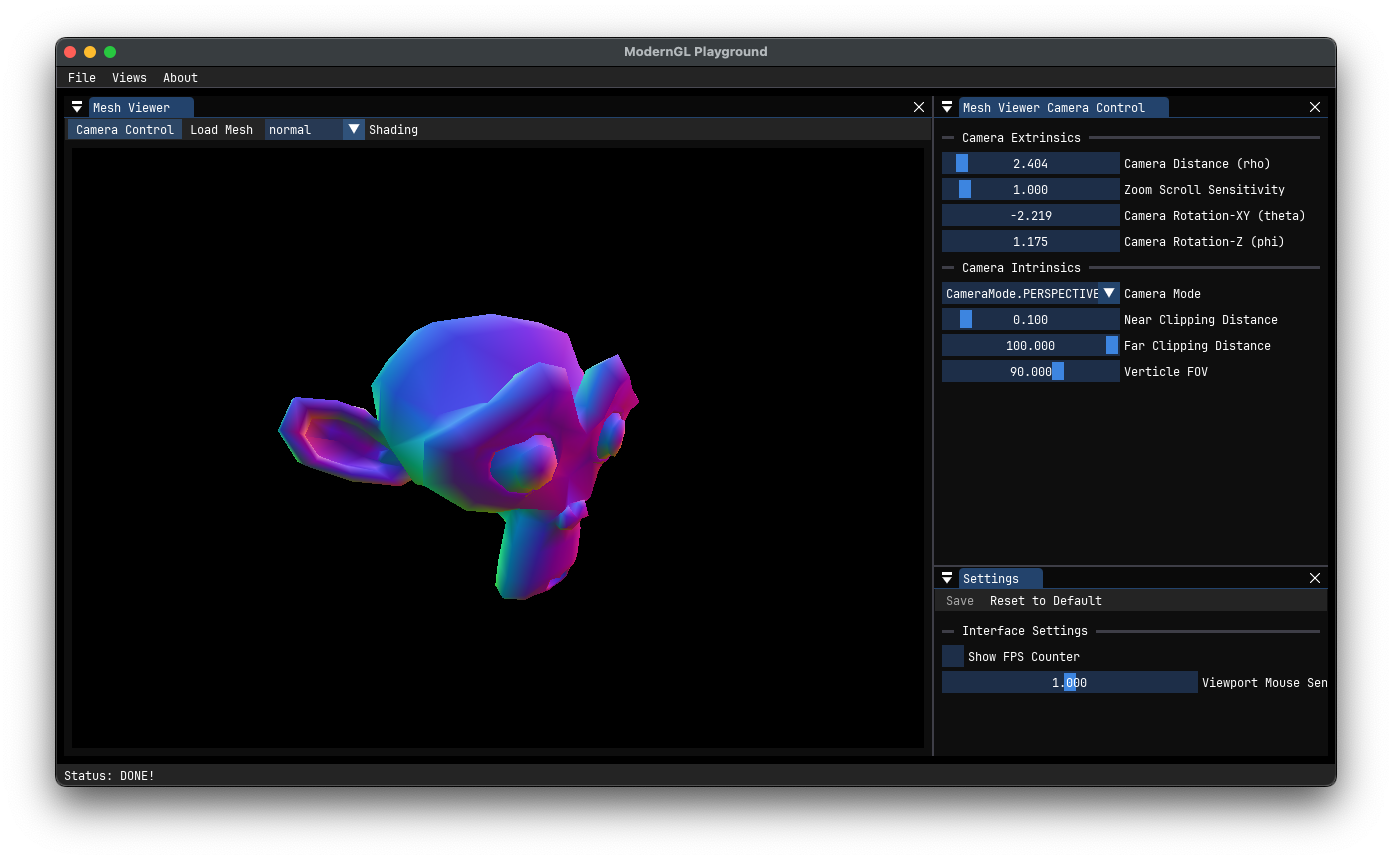 ModernGL Playground
File Views About
Mesh Viewer
Camera Control Load Mesh normal Shading
Mesh Viewer Camera Control
Camera Extrinsics
2.404 Camera Distance (rho)
1.000 Zoom Scroll Sensitivity
-2.219 Camera Rotation-XY (theta)
1.175 Camera Rotation-Z (phi)
Camera Intrinsics
CameraMode.PERSPECTIVE Camera Mode
0.100 Near Clipping Distance
100.000 Far Clipping Distance
90.000 Verticle FOV
Settings
Save Reset to Default
Interface Settings
Show FPS Counter
1.000 Viewport Mouse Sen
Status: DONE!